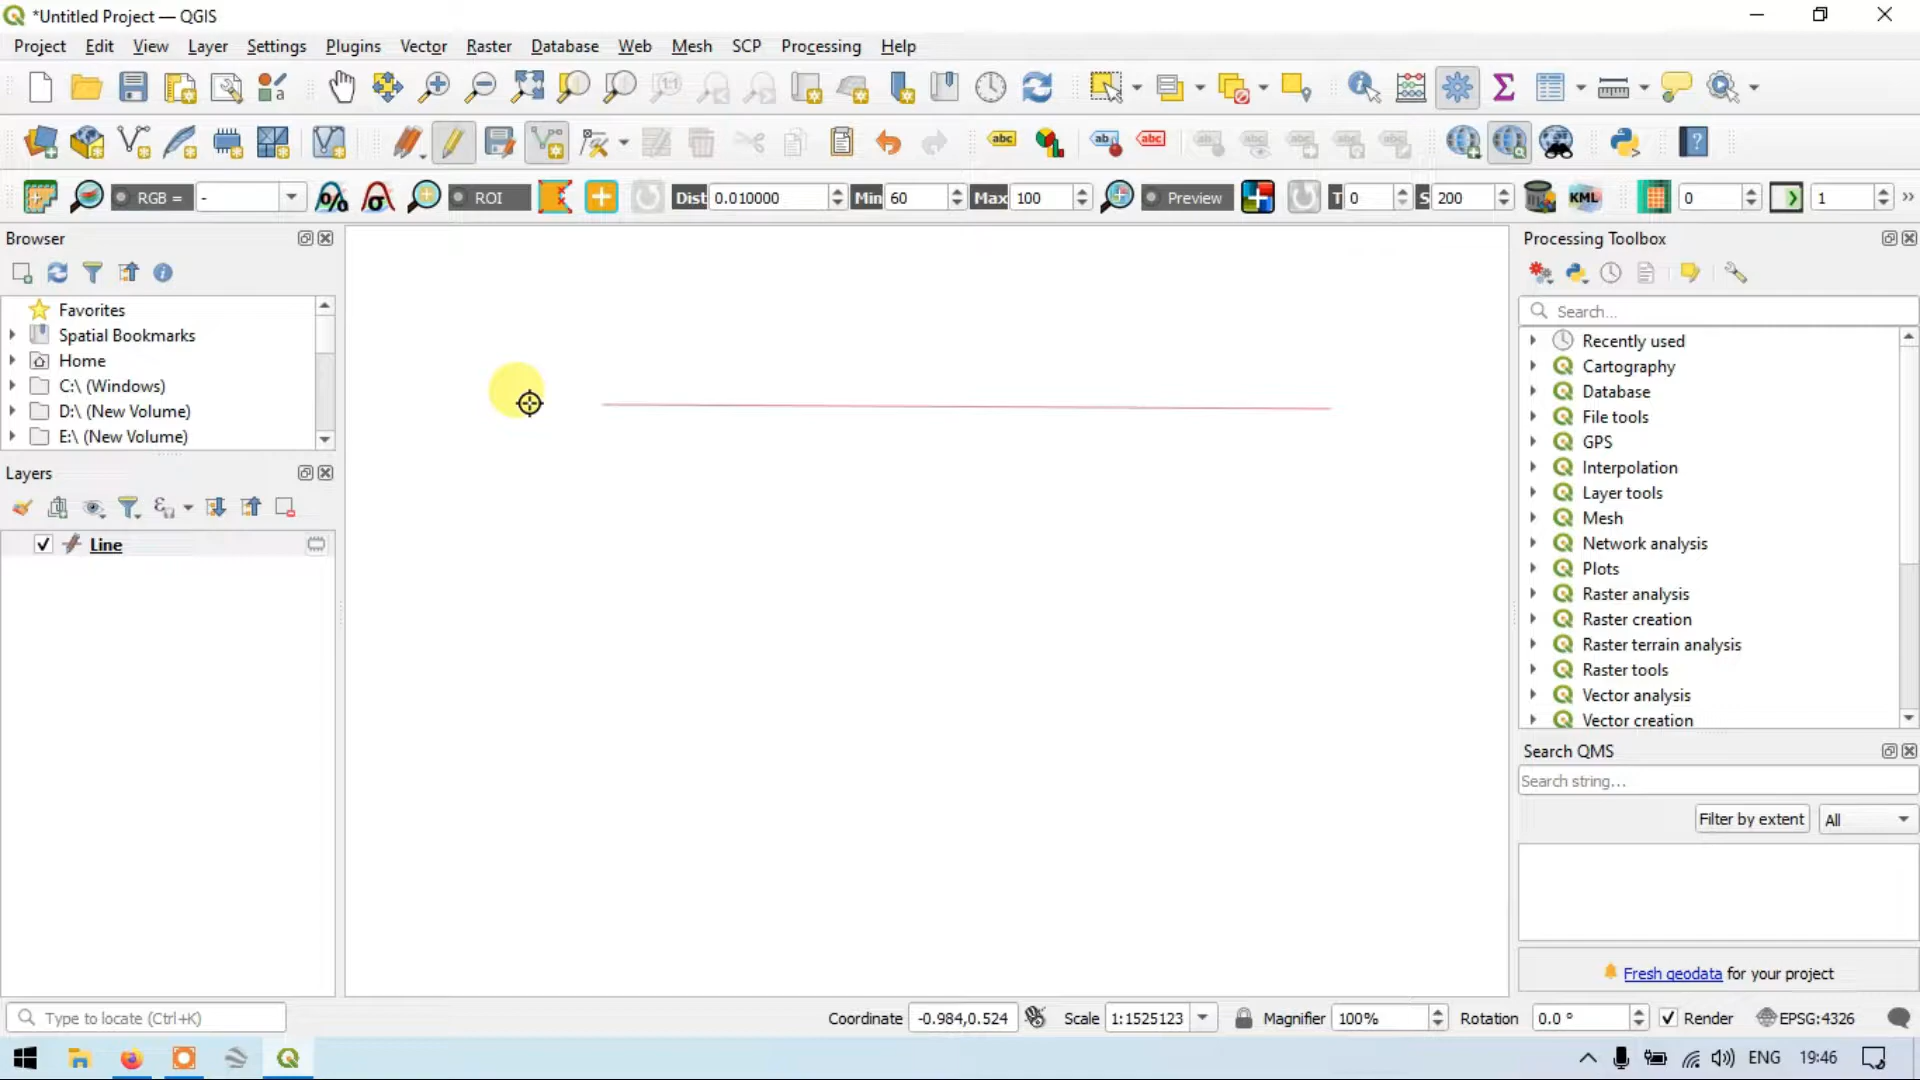 *Untitled Project — QGIS
Project Edit View Layer Settings Plugins Vector Raster Database Web Mesh SCP Processing Help
1:1
a
abc ab abc
RGB = - ROI Dist 0.010000 Min 60 Max 100 Preview T 0 S 200 KML 0 1 »
Browser
Favorites
Spatial Bookmarks
Home
C:\ (Windows)
D:\ (New Volume)
E:\ (New Volume)
Layers
Line
Processing Toolbox
Search...
Recently used
Cartography
Database
File tools
GPS
Interpolation
Layer tools
Mesh
Network analysis
Plots
Raster analysis
Raster creation
Raster terrain analysis
Raster tools
Vector analysis
Vector creation
Search QMS
Search string...
Filter by extent All
Fresh geodata for your project
Type to locate (Ctrl+K) Coordinate -0.984,0.524 Scale 1:1525123 Magnifier 100% Rotation 0.0 ° Render EPSG:4326
ENG 19:46